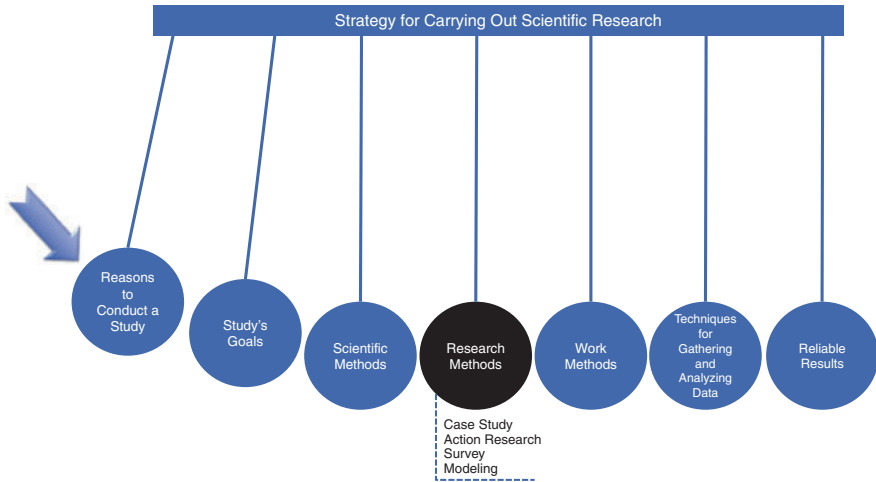 Strategy for Carrying Out Scientific Research
Reasons
to
Conduct a
Study
Study's
Goals
Scientific
Methods
Research
Methods
Work
Methods
Techniques
for
Gathering
and
Analyzing
Data
Reliable
Results
Case Study
Action Research
Survey
Modeling